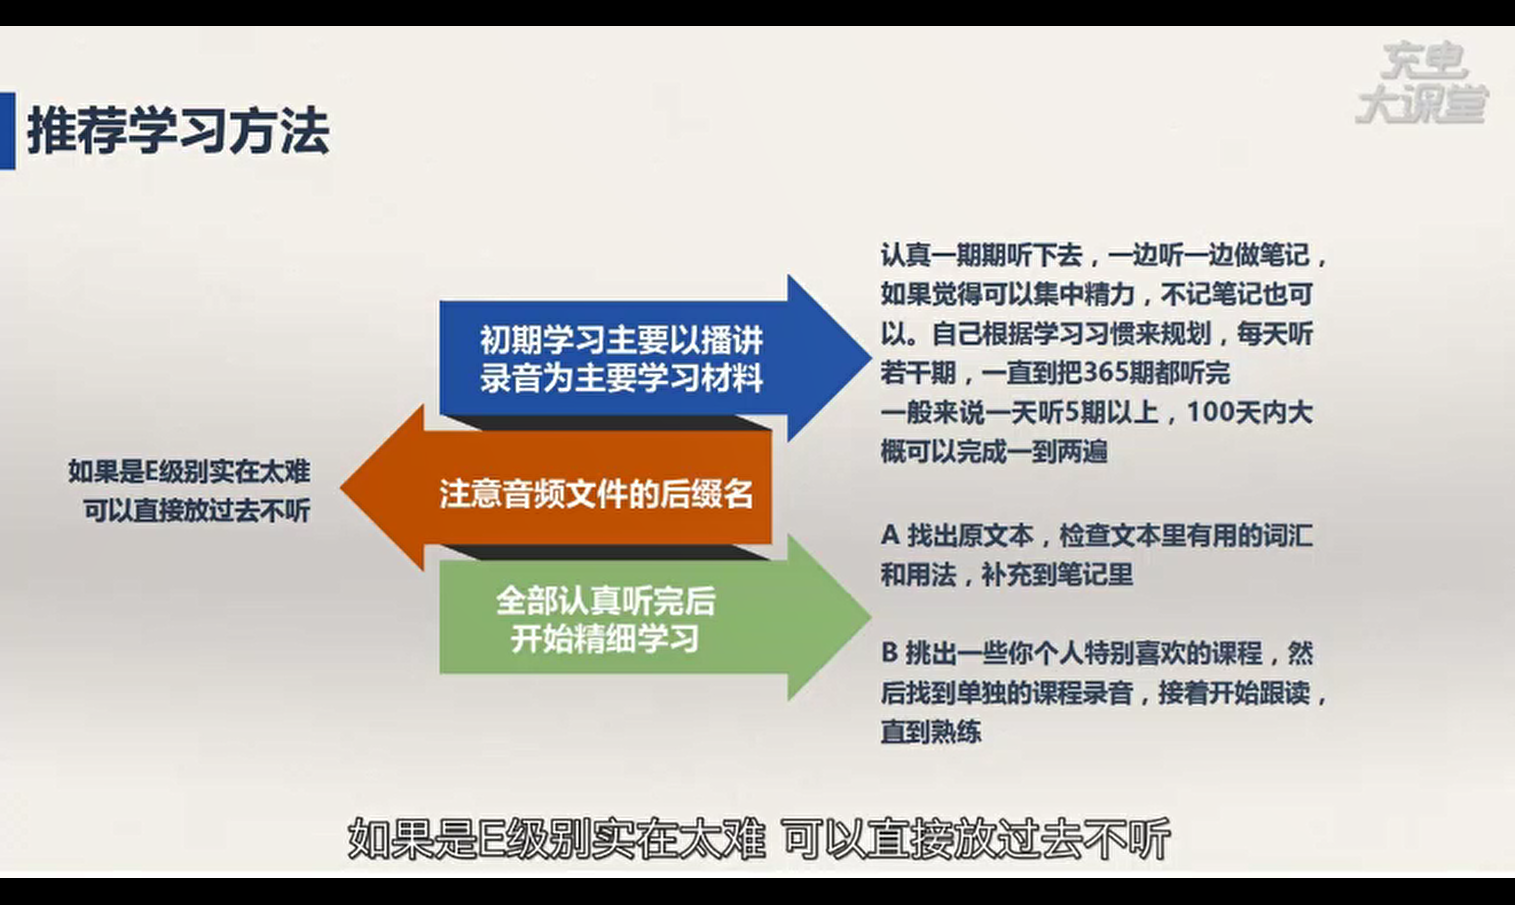 充电
大课堂
推荐学习方法
初期学习主要以播讲
录音为主要学习材料
认真一期期听下去，一边听一边做笔记，
如果觉得可以集中精力，不记笔记也可
以。自己根据学习习惯来规划，每天听
若干期，一直到把365期都听完
一般来说一天听5期以上，100天内大
概可以完成一到两遍
注意音频文件的后缀名
如果是E级别实在太难
可以直接放过去不听
全部认真听完后
开始精细学习
A 找出原文本，检查文本里有用的词汇
和用法，补充到笔记里
B 挑出一些你个人特别喜欢的课程，然
后找到单独的课程录音，接着开始跟读，
直到熟练
如果是E级别实在太难 可以直接放过去不听